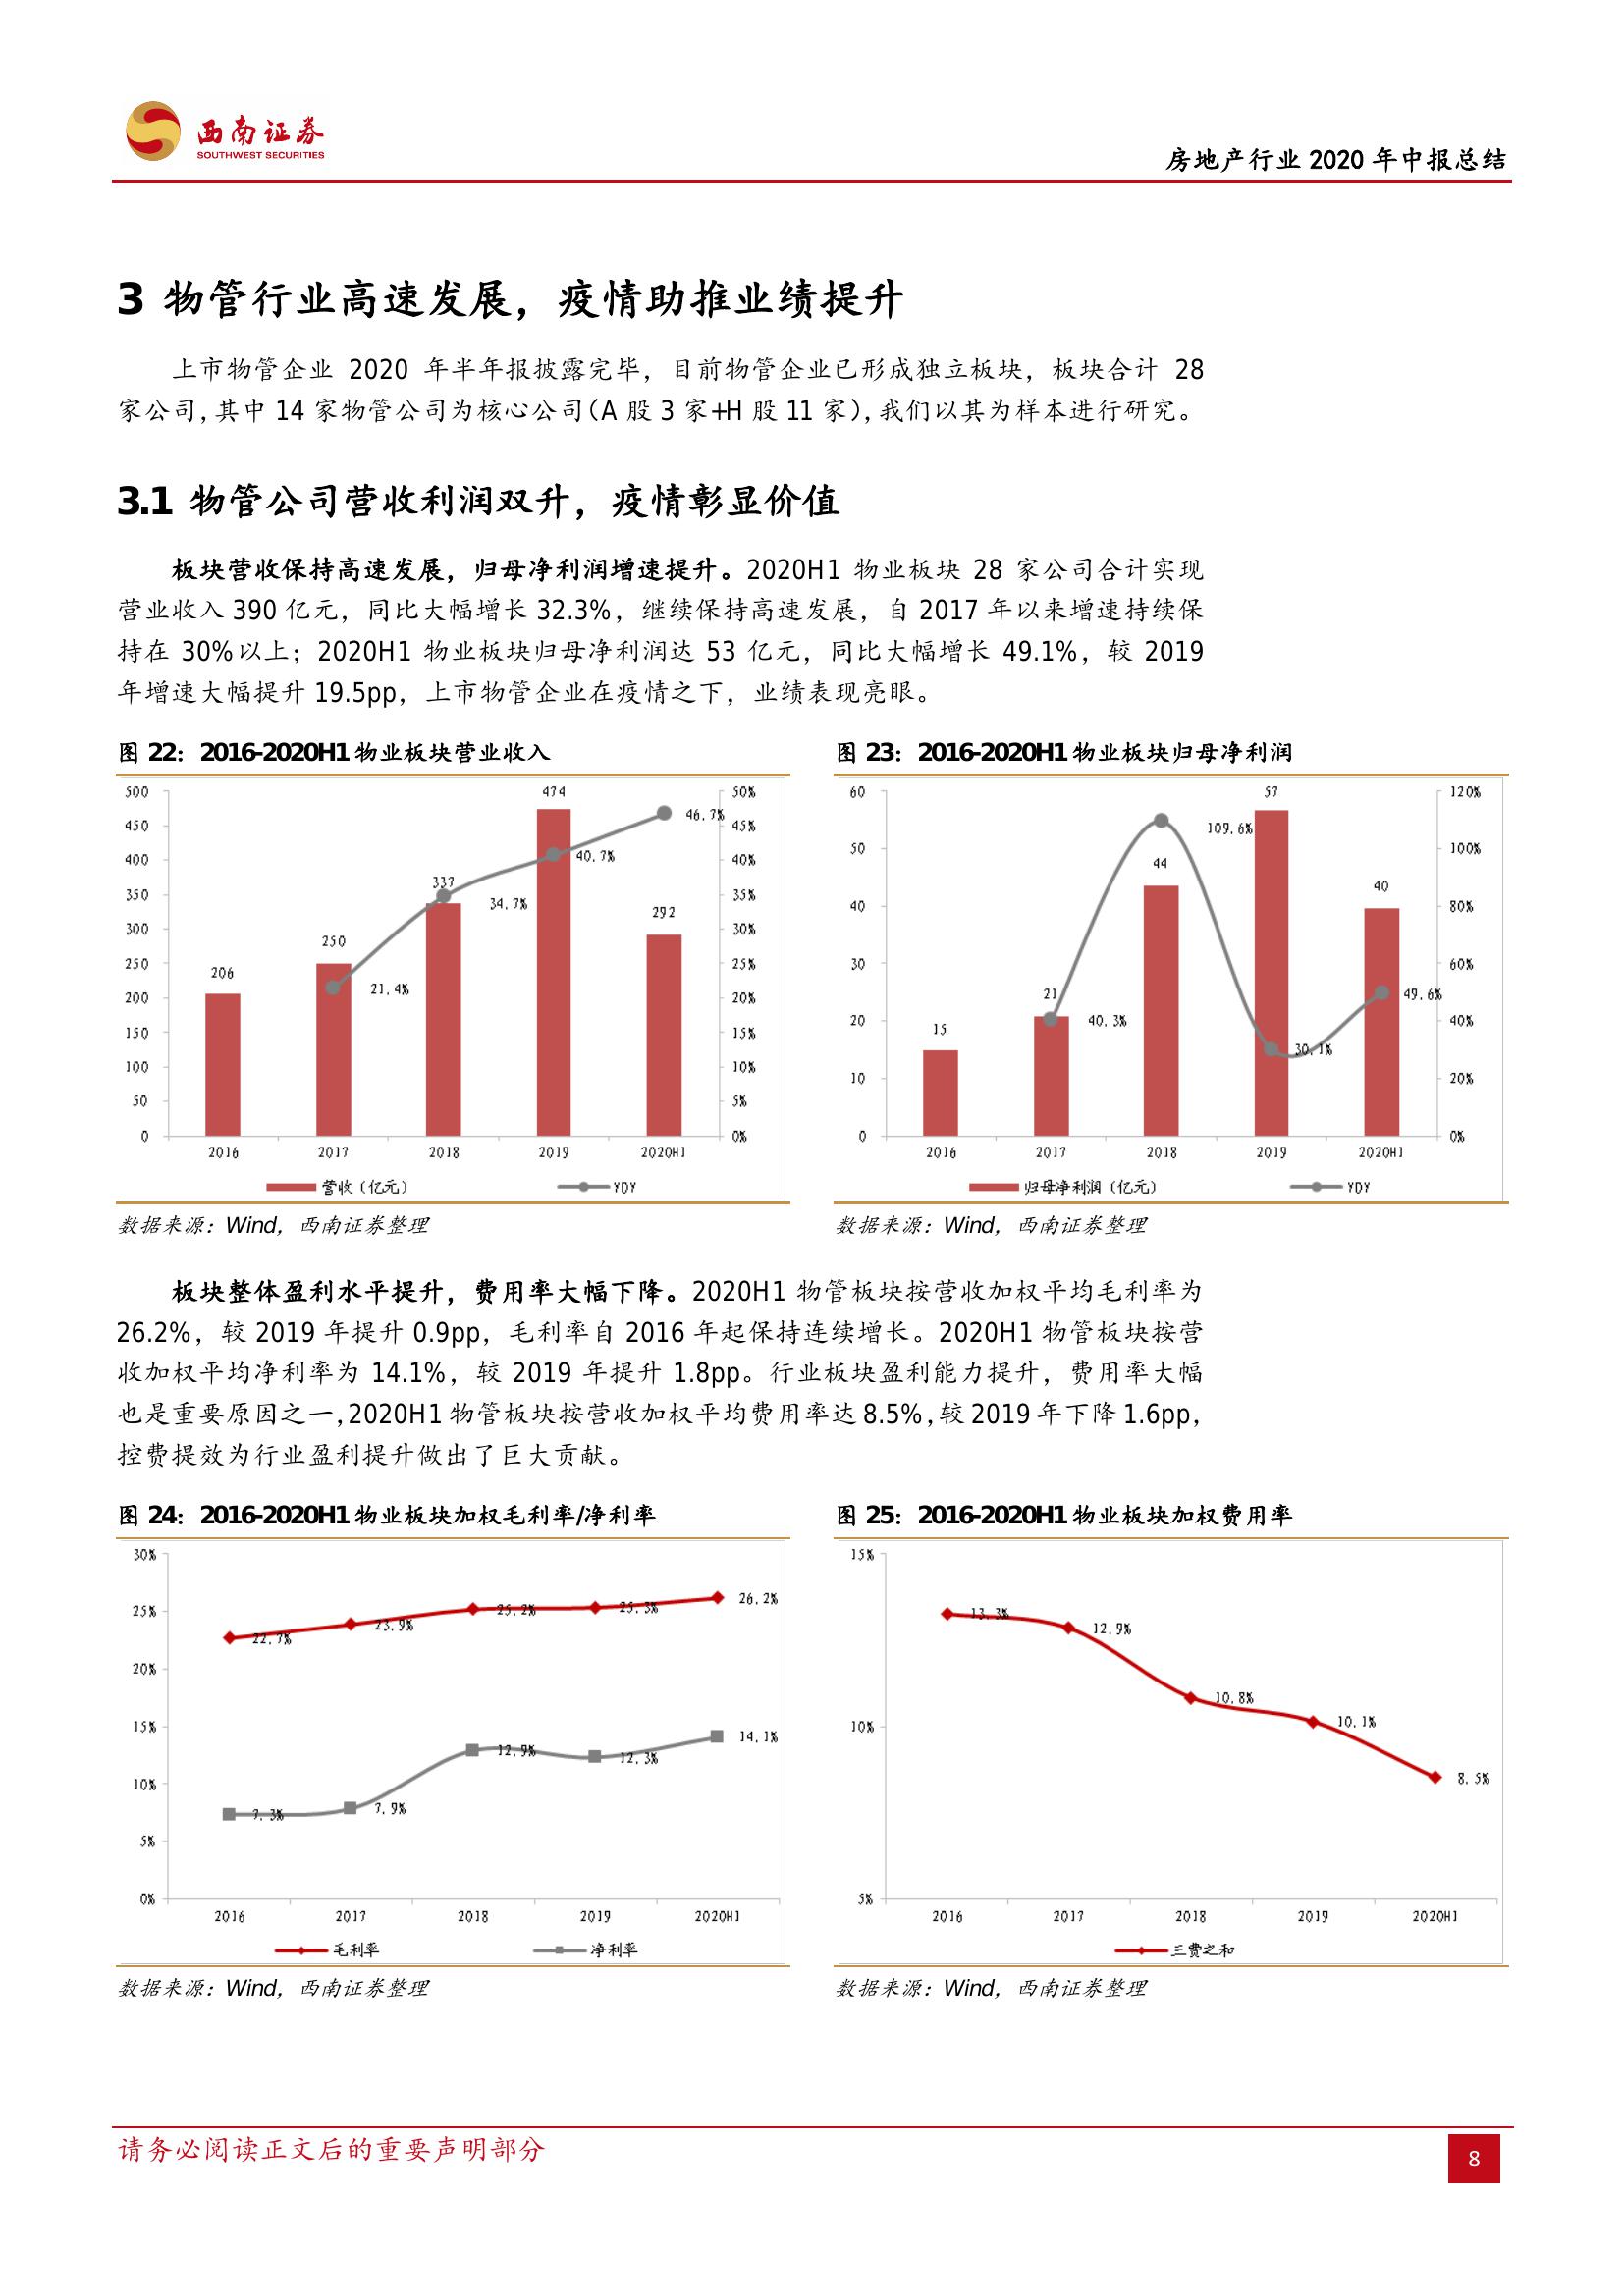 西南证券
SOUTHWEST SECURITIES
房地产行业 2020 年中报总结
3 物管行业高速发展，疫情助推业绩提升
上市物管企业 2020 年半年报披露完毕，目前物管企业已形成独立板块，板块合计 28
家公司，其中 14 家物管公司为核心公司（A 股 3 家+H 股 11 家），我们以其为样本进行研究。
3.1 物管公司营收利润双升，疫情彰显价值
板块营收保持高速发展，归母净利润增速提升。2020H1 物业板块 28 家公司合计实现
营业收入 390 亿元，同比大幅增长 32.3%，继续保持高速发展，自 2017 年以来增速持续保
持在 30%以上；2020H1 物业板块归母净利润达 53 亿元，同比大幅增长 49.1%，较 2019
年增速大幅提升 19.5pp，上市物管企业在疫情之下，业绩表现亮眼。
图 22：2016-2020H1 物业板块营业收入
500
450
400
350
300
250
200
150
100
50
0
50%
45%
40%
35%
30%
25%
20%
15%
10%
5%
0%
206
250
337
474
292
21.4%
34.7%
40.7%
46.7%
2016 2017 2018 2019 2020H1
营收（亿元） YOY
数据来源：Wind，西南证券整理
图 23：2016-2020H1 物业板块归母净利润
60
50
40
30
20
10
0
120%
100%
80%
60%
40%
20%
0%
15
21
44
57
40
40.3%
109.6%
30.1%
49.6%
2016 2017 2018 2019 2020H1
归母净利润（亿元） YOY
数据来源：Wind，西南证券整理
板块整体盈利水平提升，费用率大幅下降。2020H1 物管板块按营收加权平均毛利率为
26.2%，较 2019 年提升 0.9pp，毛利率自 2016 年起保持连续增长。2020H1 物管板块按营
收加权平均净利率为 14.1%，较 2019 年提升 1.8pp。行业板块盈利能力提升，费用率大幅
也是重要原因之一，2020H1 物管板块按营收加权平均费用率达 8.5%，较 2019 年下降 1.6pp，
控费提效为行业盈利提升做出了巨大贡献。
图 24：2016-2020H1 物业板块加权毛利率/净利率
30%
25%
20%
15%
10%
5%
0%
22.7%
23.9%
25.2%
25.3%
26.2%
7.3%
7.9%
12.9%
12.3%
14.1%
2016 2017 2018 2019 2020H1
毛利率 净利率
数据来源：Wind，西南证券整理
图 25：2016-2020H1 物业板块加权费用率
15%
10%
5%
13.3%
12.9%
10.8%
10.1%
8.5%
2016 2017 2018 2019 2020H1
三费之和
数据来源：Wind，西南证券整理
请务必阅读正文后的重要声明部分
8